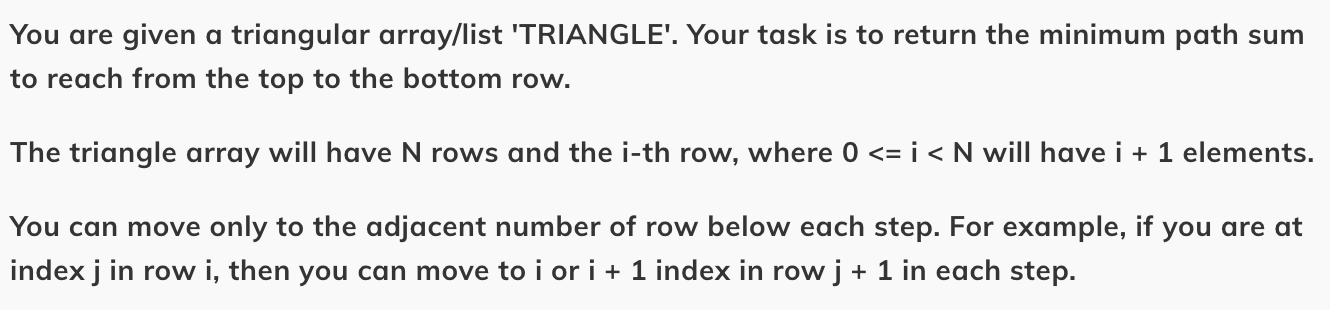 You are given a triangular array/list 'TRIANGLE'. Your task is to return the minimum path sum
to reach from the top to the bottom row.
The triangle array will have N rows and the i-th row, where 0 <= i < N will have i + 1 elements.
You can move only to the adjacent number of row below each step. For example, if you are at
index j in row i, then you can move to i or i + 1 index in row j + 1 in each step.